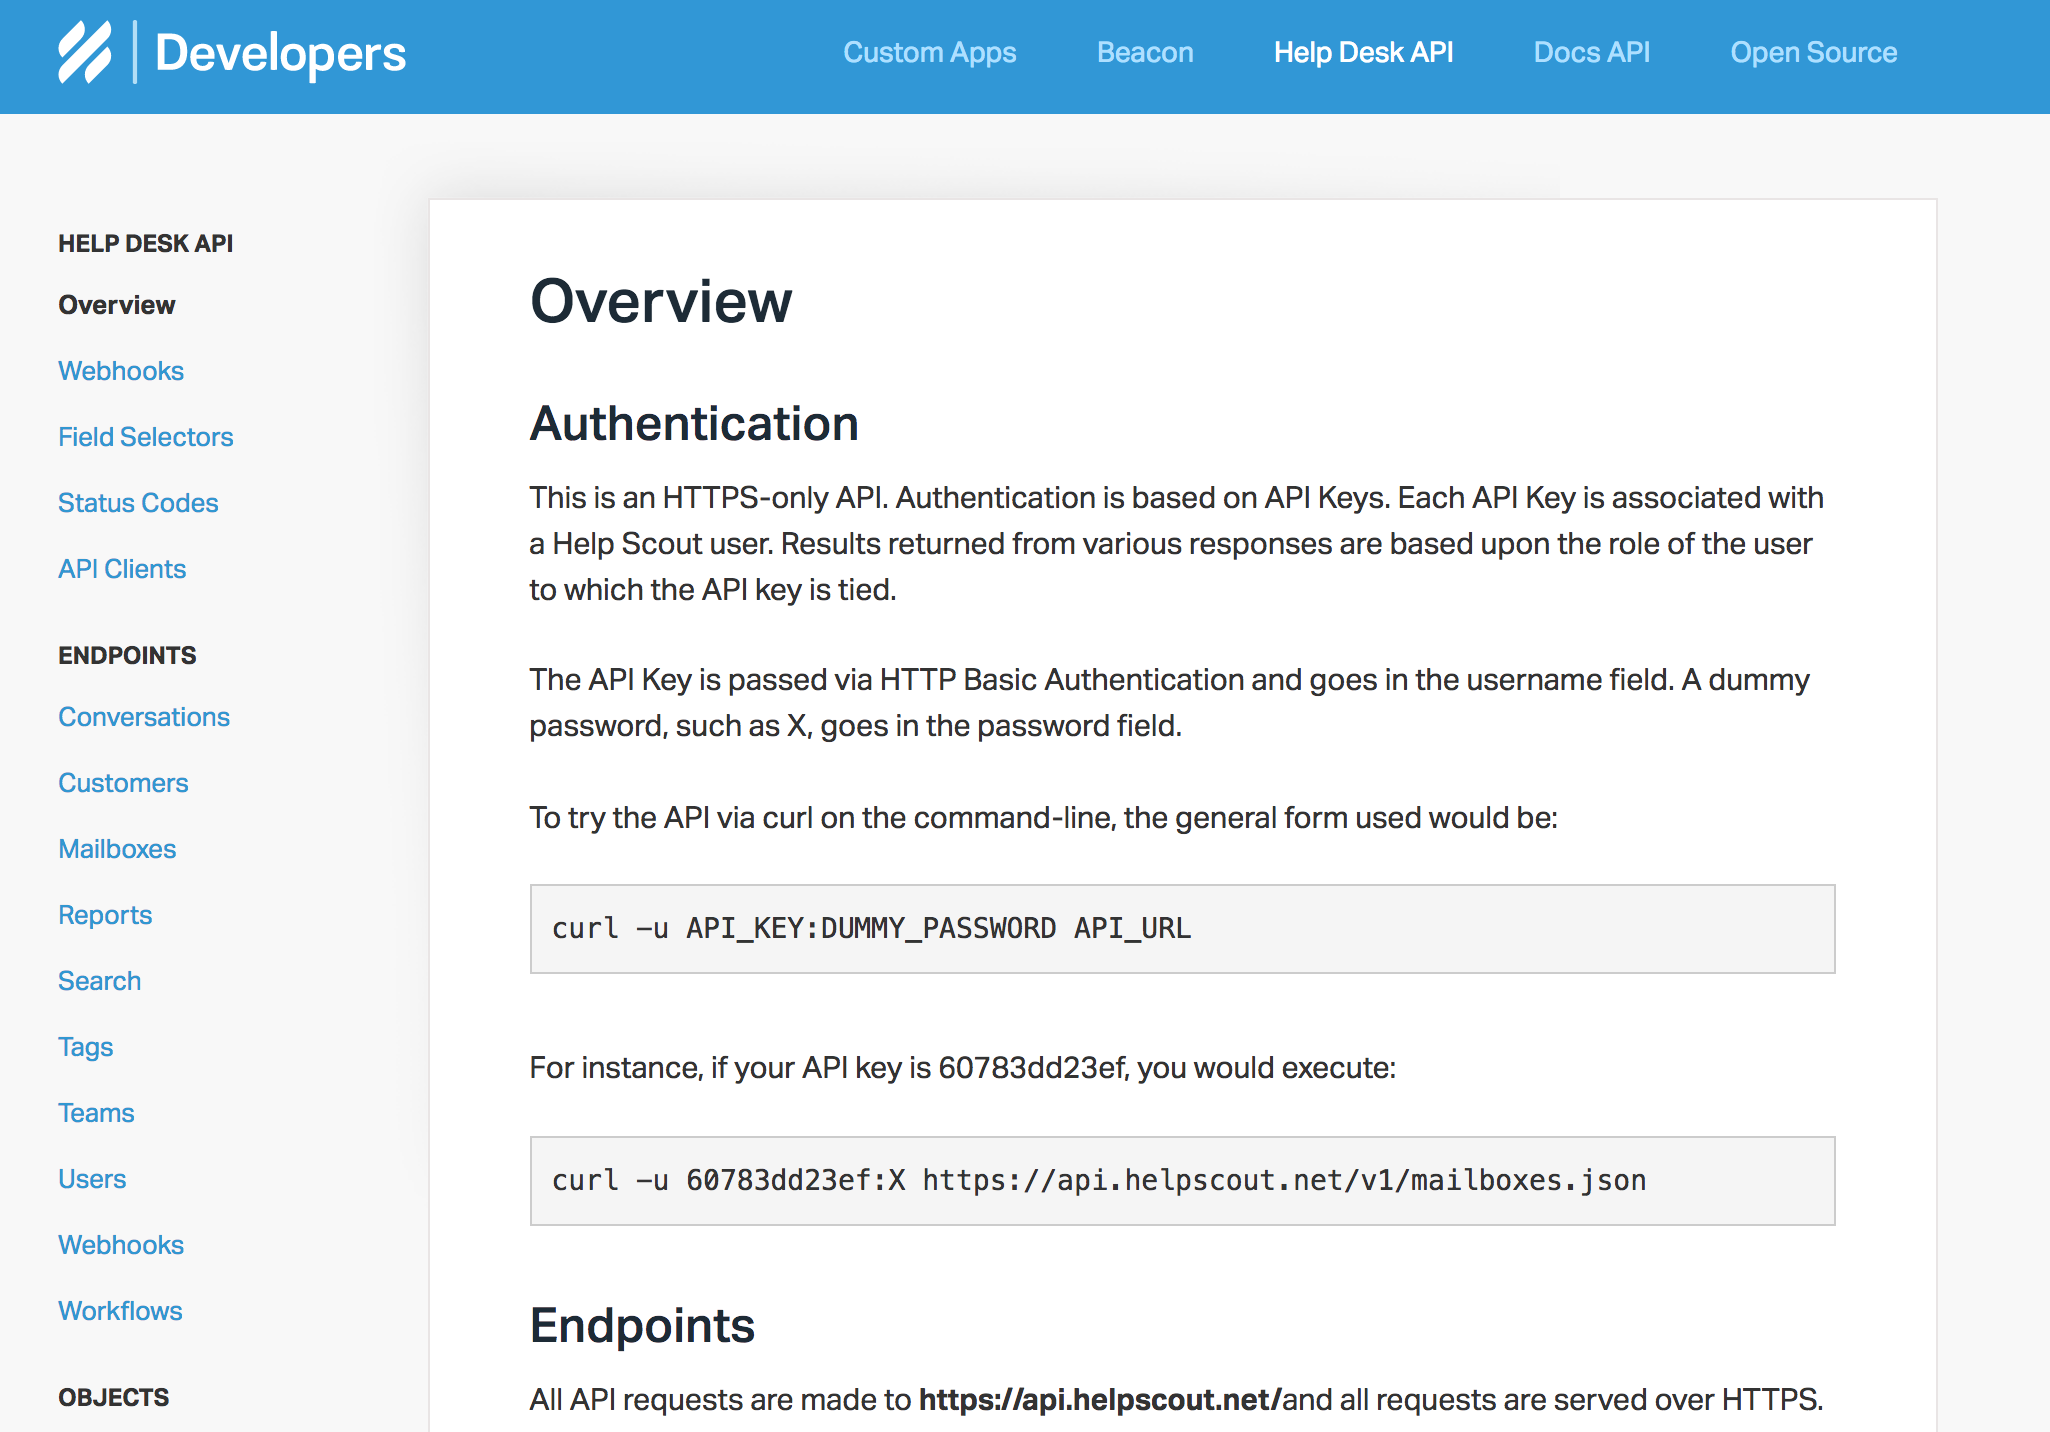 Developers
Custom Apps
Beacon
Help Desk API
Docs API
Open Source
HELP DESK API
Overview
Webhooks
Field Selectors
Status Codes
API Clients
ENDPOINTS
Conversations
Customers
Mailboxes
Reports
Search
Tags
Teams
Users
Webhooks
Workflows
OBJECTS
Overview
Authentication
This is an HTTPS-only API. Authentication is based on API Keys. Each API Key is associated with
a Help Scout user. Results returned from various responses are based upon the role of the user
to which the API key is tied.
The API Key is passed via HTTP Basic Authentication and goes in the username field. A dummy
password, such as X, goes in the password field.
To try the API via curl on the command-line, the general form used would be:
curl -u API_KEY:DUMMY_PASSWORD API_URL
For instance, if your API key is 60783dd23ef, you would execute:
curl -u 60783dd23ef:X https://api.helpscout.net/v1/mailboxes.json
Endpoints
All API requests are made to https://api.helpscout.net/and all requests are served over HTTPS.